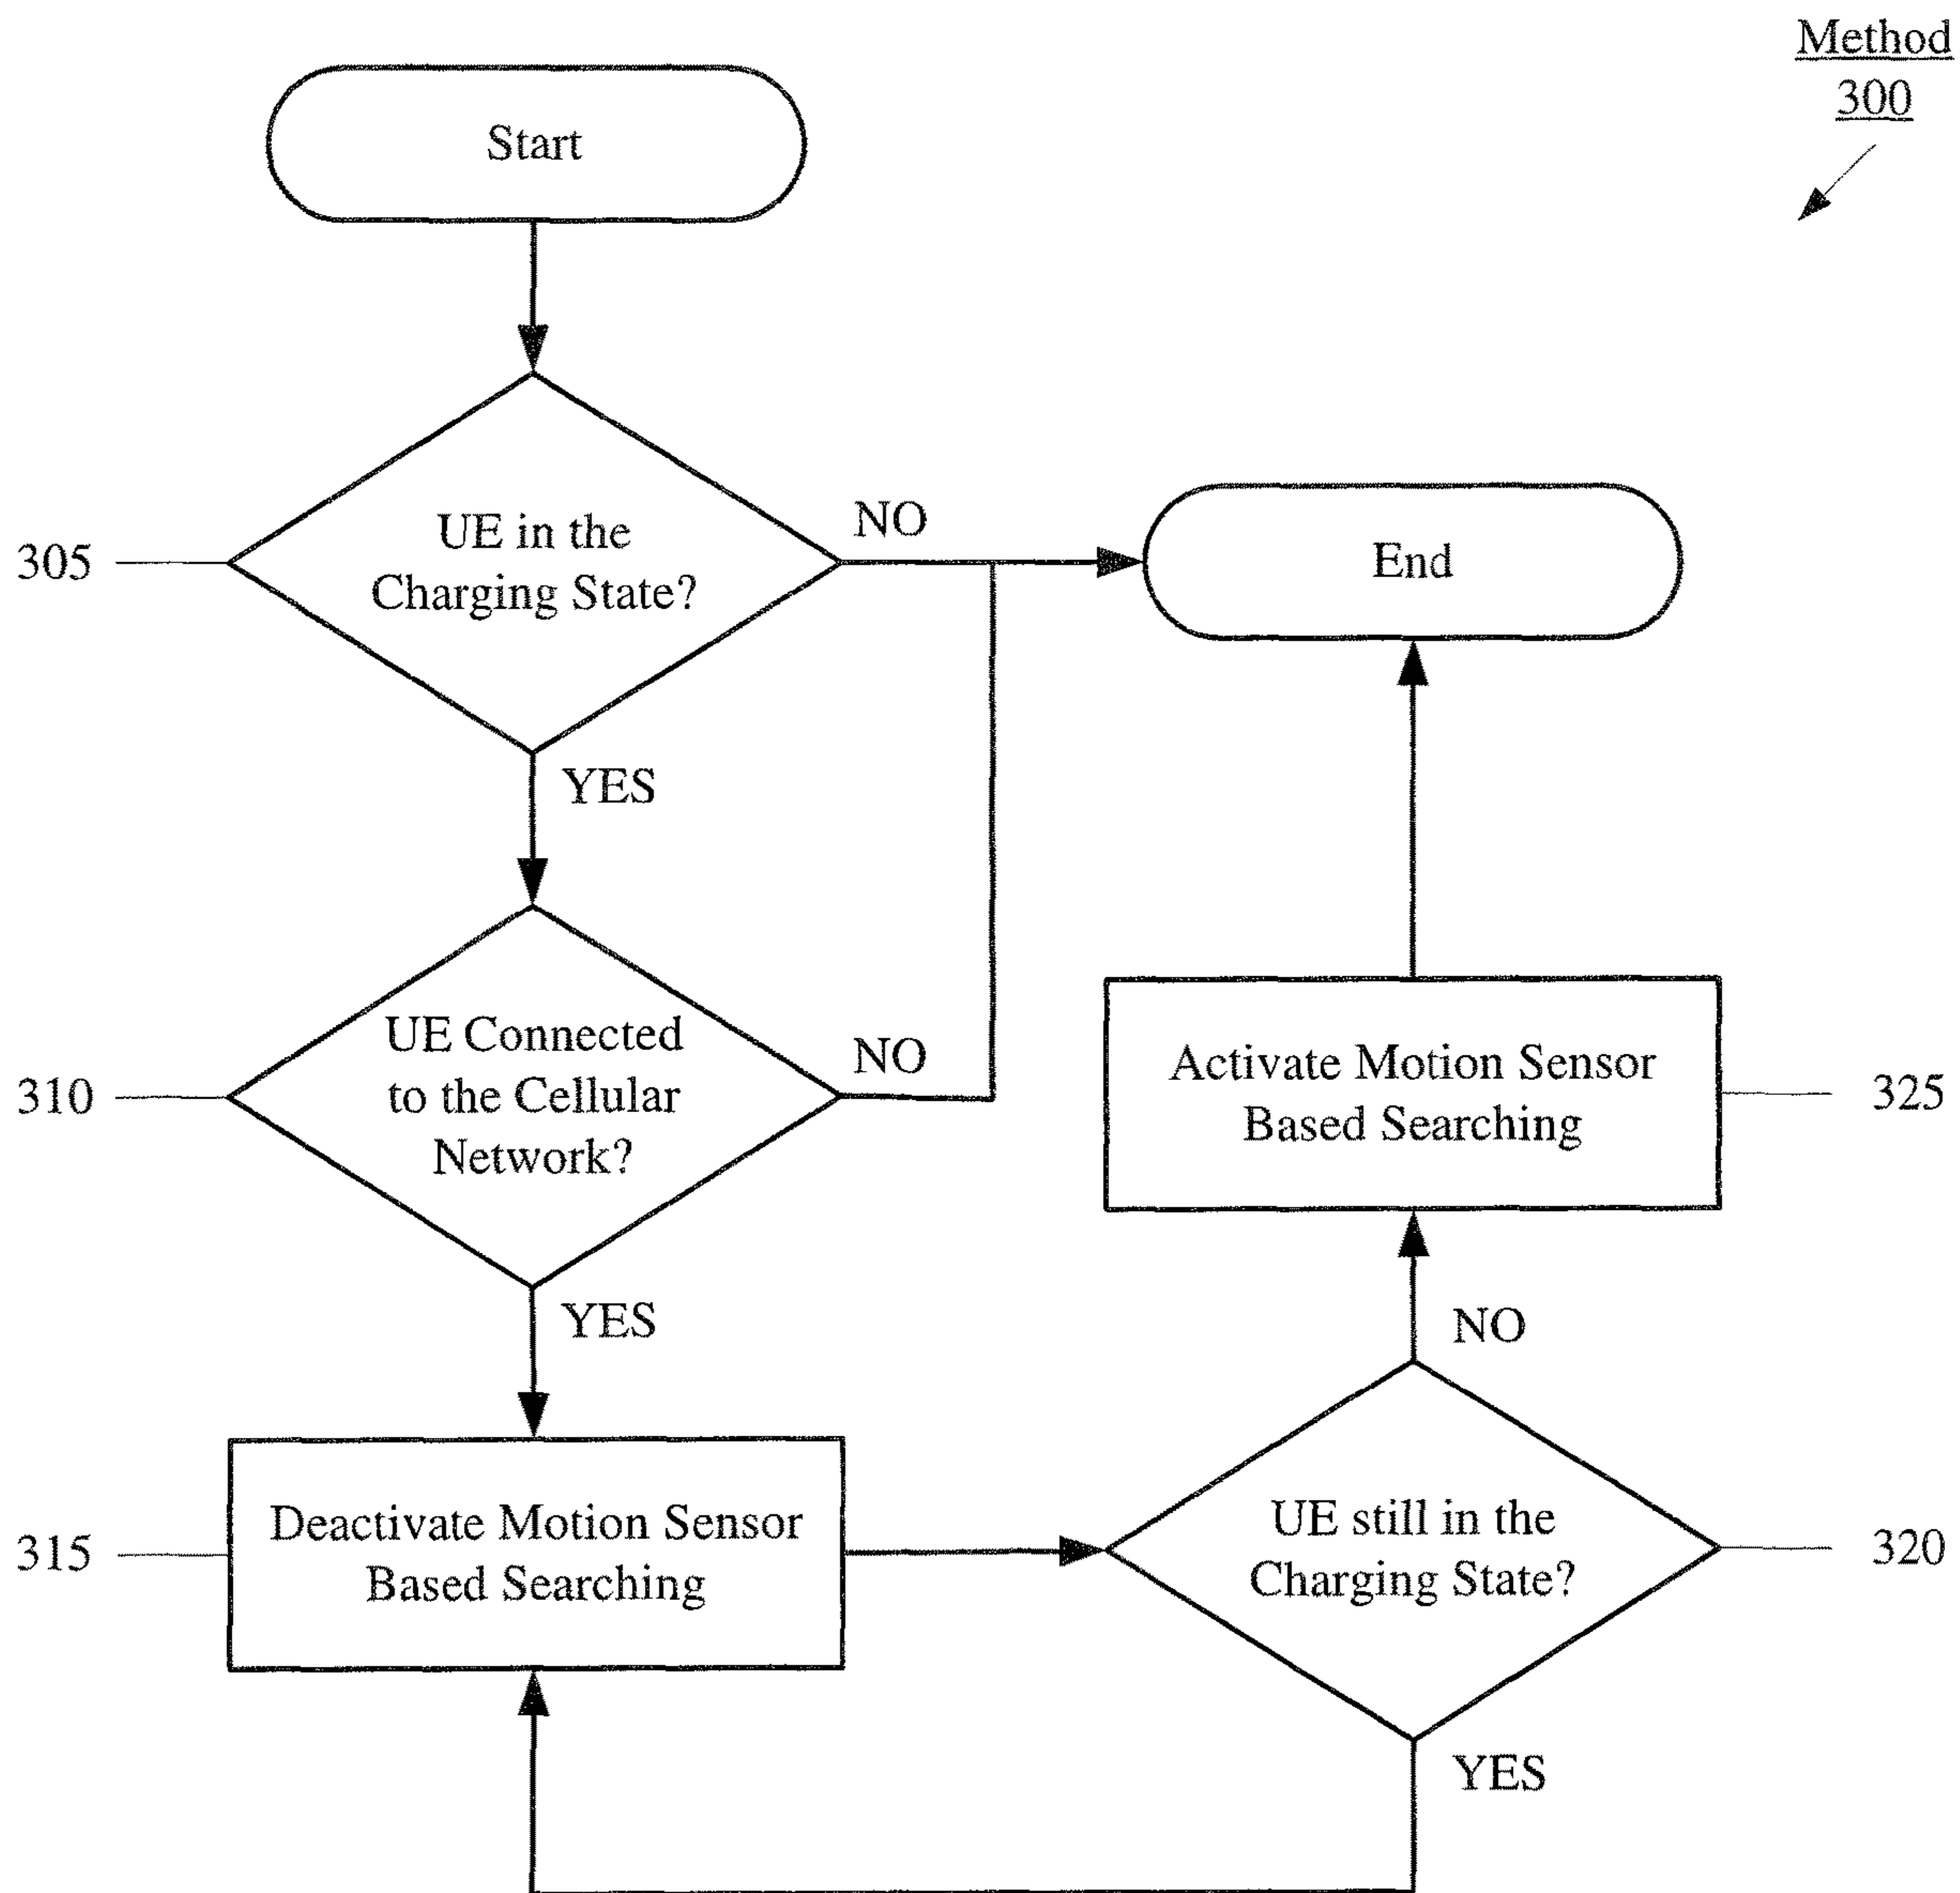 Method
300
Start
305
UE in the
Charging State?
NO
End
YES
310
UE Connected
to the Cellular
Network?
NO
Activate Motion Sensor
Based Searching
325
YES
NO
315
Deactivate Motion Sensor
Based Searching
UE still in the
Charging State?
320
YES